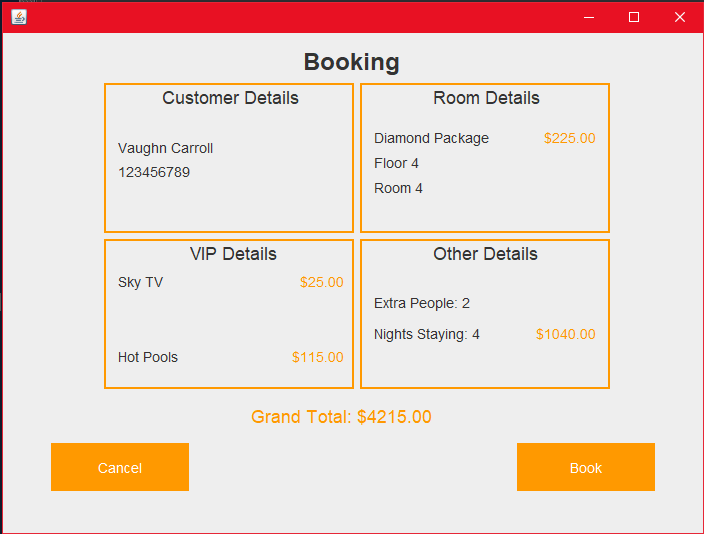 Booking
Customer Details
Vaughn Carroll
123456789
Room Details
Diamond Package $225.00
Floor 4
Room 4
VIP Details
Sky TV $25.00
Hot Pools $115.00
Other Details
Extra People: 2
Nights Staying: 4 $1040.00
Grand Total: $4215.00
Cancel
Book